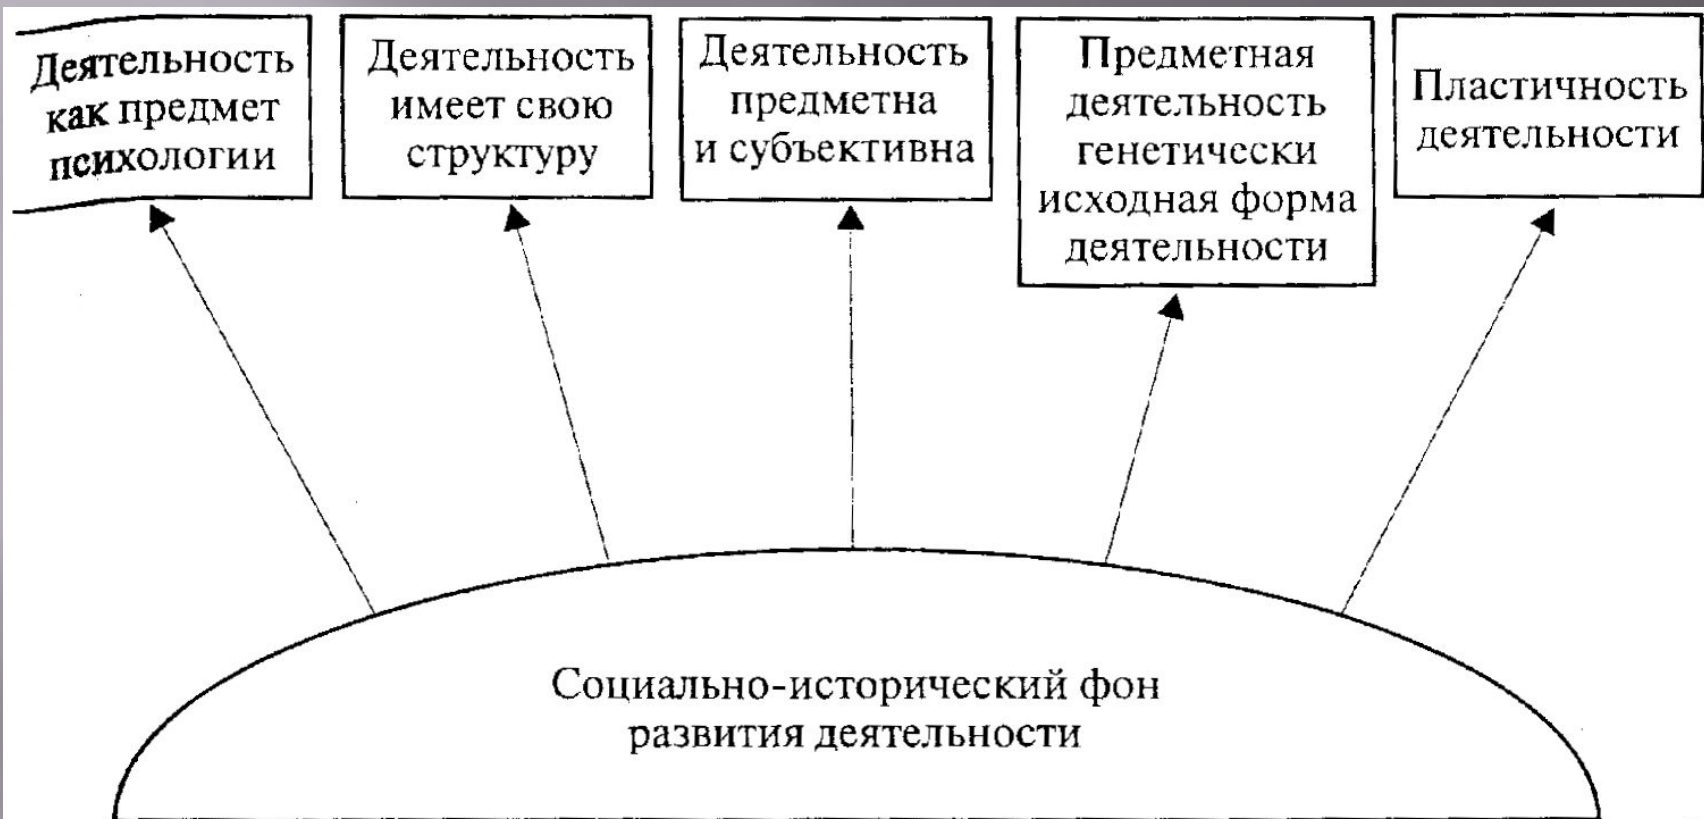 Деятельность
как предмет
психологии
Деятельность
имеет свою
структуру
Деятельность
предметна
и субъективна
Предметная
деятельность
генетически
исходная форма
деятельности
Пластичность
деятельности
Социально-исторический фон
развития деятельности